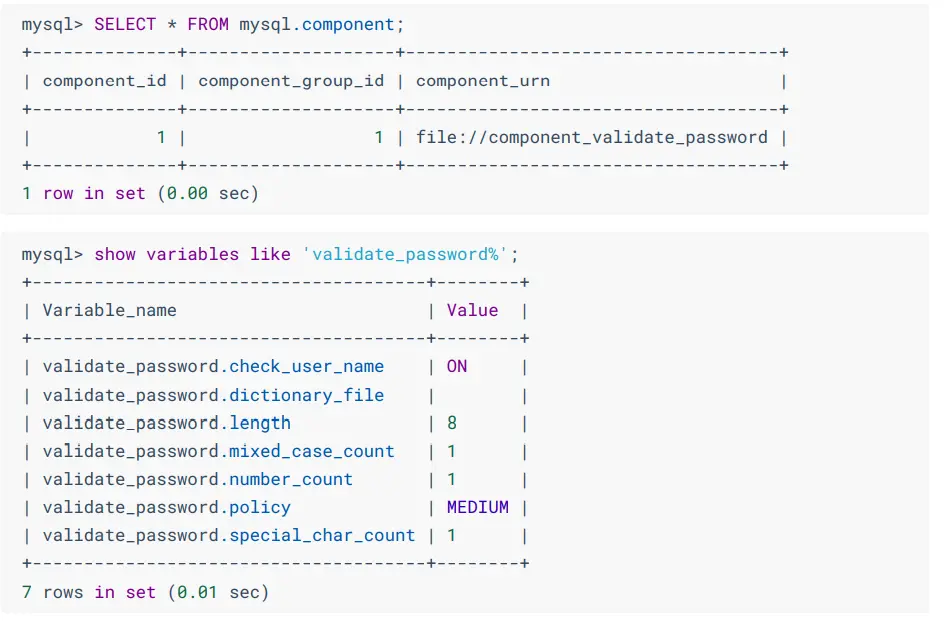 mysql> SELECT * FROM mysql.component;
+--------------+--------------------+------------------------------------+
| component_id | component_group_id | component_urn                      |
+--------------+--------------------+------------------------------------+
|            1 |                  1 | file://component_validate_password |
+--------------+--------------------+------------------------------------+
1 row in set (0.00 sec)
mysql> show variables like 'validate_password%';
+--------------------------------------+--------+
| Variable_name                        | Value  |
+--------------------------------------+--------+
| validate_password.check_user_name    | ON     |
| validate_password.dictionary_file    |        |
| validate_password.length             | 8      |
| validate_password.mixed_case_count   | 1      |
| validate_password.number_count       | 1      |
| validate_password.policy             | MEDIUM |
| validate_password.special_char_count | 1      |
+--------------------------------------+--------+
7 rows in set (0.01 sec)